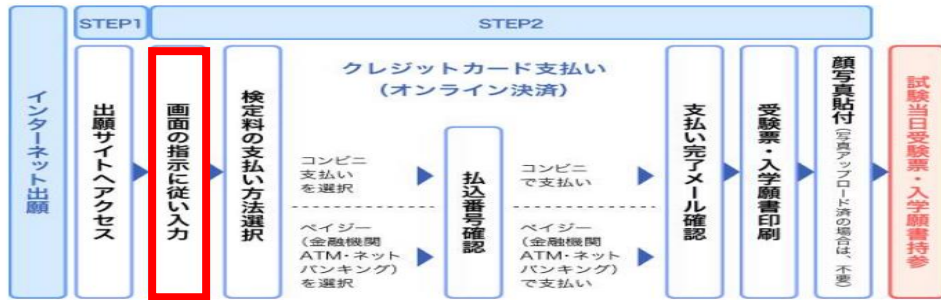 STEP1
STEP2
インターネット出願
出願サイトへアクセス
画面の指示に従い入力
検定料の支払い方法選択
クレジットカード支払い
(オンライン決済)
コンビニ
支払い
を選択
ペイジー
(金融機関
ATM・ネット
バンキング)
を選択
払込番号確認
コンビニ
で支払い
ペイジー
(金融機関
ATM・ネット
バンキング)
で支払い
支払い完了メール確認
受験票・入学願書印刷
顔写真貼付(写真アップロード済の場合は、不要)
試験当日受験票・入学願書持参